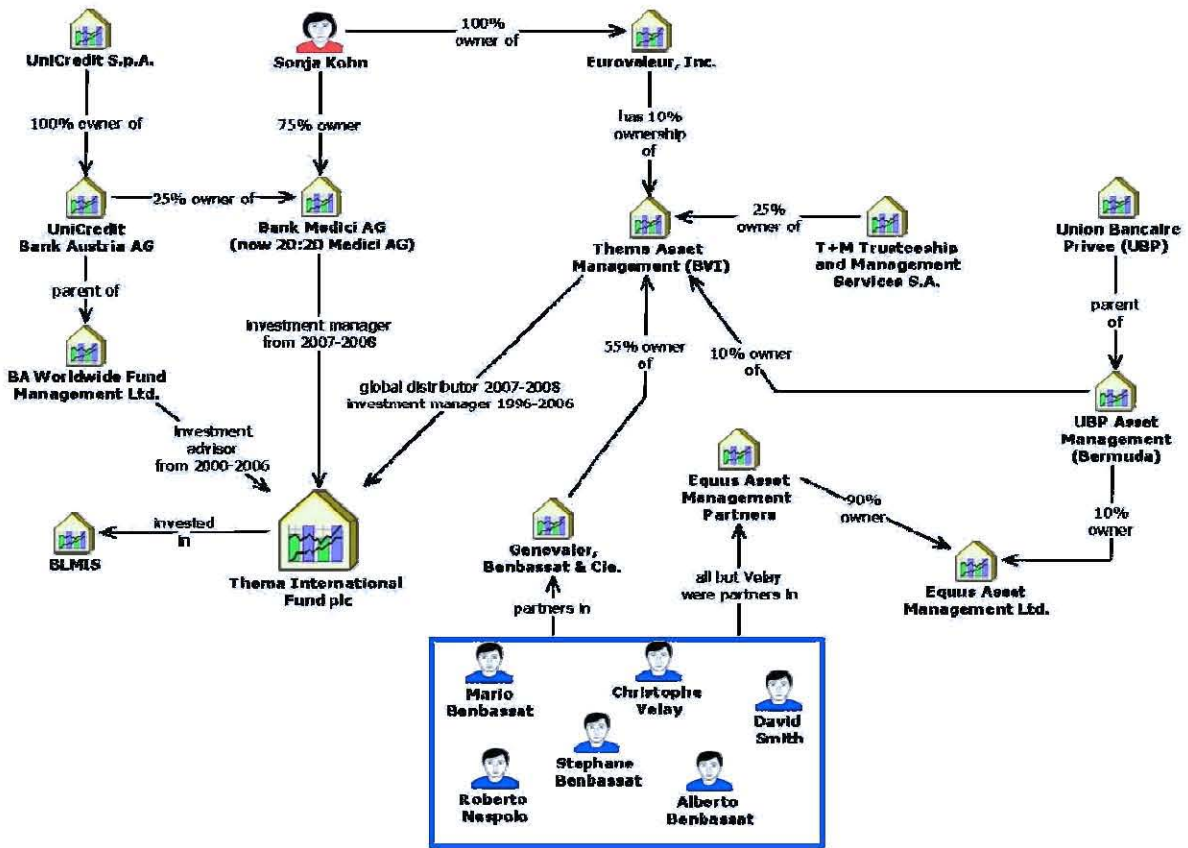 UniCredit S.p.A.
Sonja Kohn
100%
owner of
Eurovaleur, Inc.
100% owner of
75% owner
has 10%
ownership
of
UniCredit
Bank Austria AG
25% owner of
Bank Medici AG
(now 20:20 Medici AG)
Thema Asset
Management (BVI)
25%
owner of
T+M Trusteeship
and Management
Services S.A.
Union Bancaire
Privee (UBP)
parent of
investment manager
from 2007-2008
55% owner
of
10% owner
of
parent
of
BA Worldwide Fund
Management Ltd.
global distributor 2007-2008
investment manager 1996-2006
UBP Asset
Management
(Bermuda)
Investment
advisor
from 2000-2006
Equus Asset
Management
Partners
90%
owner
10%
owner
BLMIS
invested
in
Thema International
Fund plc
Genevalor,
Benbassat & Cie.
Equus Asset
Management Ltd.
partners in
all but Velay
were partners in
Mario
Benbassat
Christophe
Velay
David
Smith
Stephane
Benbassat
Roberto
Nespolo
Alberto
Benbassat